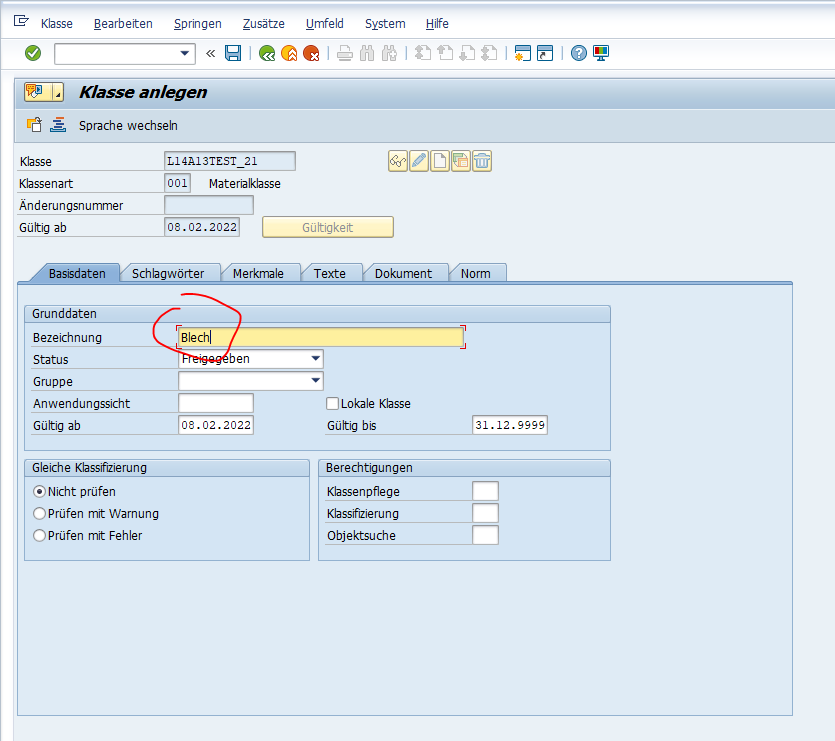 Klasse Bearbeiten Springen Zusätze Umfeld System Hilfe
Klasse anlegen
Sprache wechseln
Klasse L14A13TEST_21
Klassenart 001 Materialklasse
Änderungsnummer
Gültig ab 08.02.2022 Gültigkeit
Basisdaten Schlagwörter Merkmale Texte Dokument Norm
Grunddaten
Bezeichnung Blech
Status Freigegeben
Gruppe
Anwendungssicht Lokale Klasse
Gültig ab 08.02.2022 Gültig bis 31.12.9999
Gleiche Klassifizierung Berechtigungen
Nicht prüfen Klassenpflege
Prüfen mit Warnung Klassifizierung
Prüfen mit Fehler Objektsuche